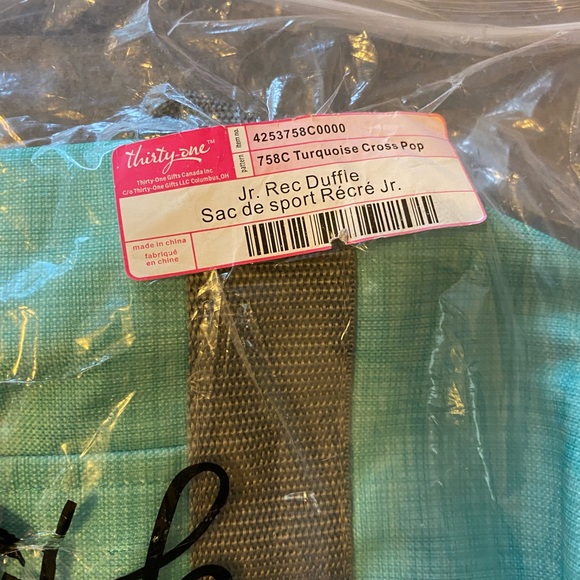 thirty-one™
Thirty-One Gifts Canada Inc
C/o Thirty-One Gifts LLC Columbus, OH
item no. 4253758C0000
pattern 758C Turquoise Cross Pop
Jr. Rec Duffle
Sac de sport Récré Jr.
made in china
fabriqué
en chine